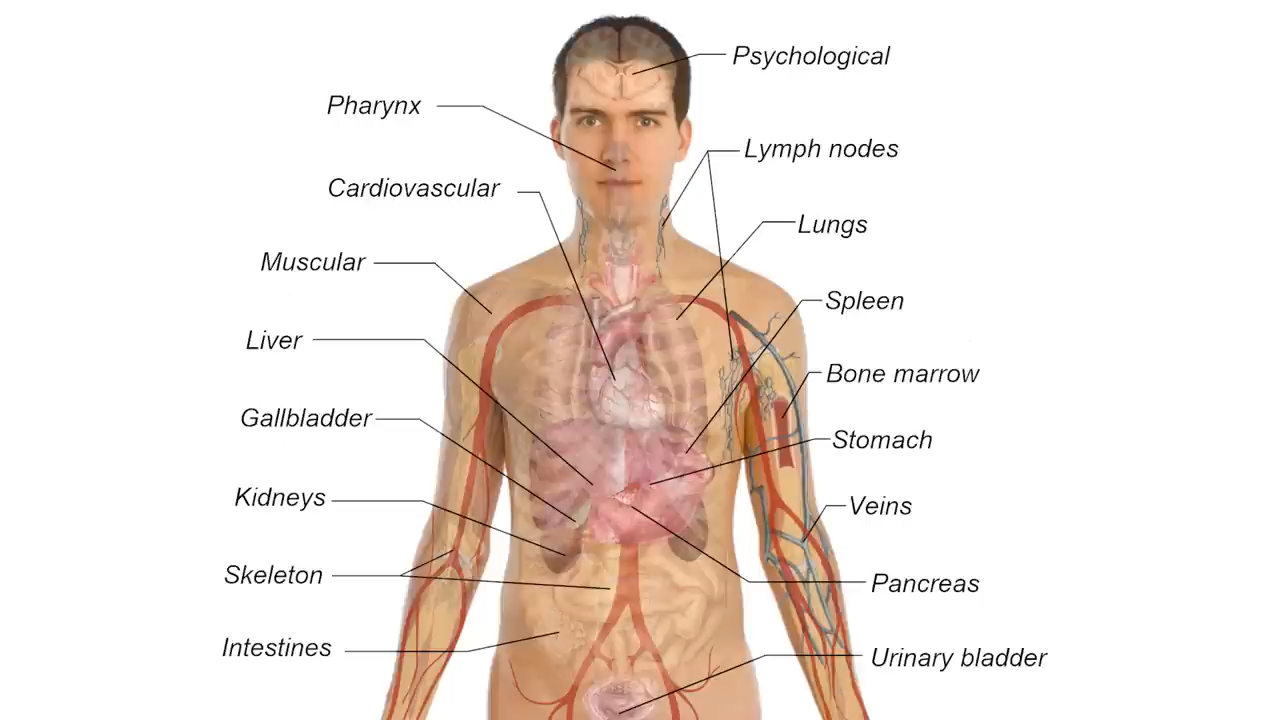 Psychological
Pharynx
Lymph nodes
Cardiovascular
Lungs
Muscular
Spleen
Liver
Bone marrow
Gallbladder
Stomach
Kidneys
Veins
Skeleton
Pancreas
Intestines
Urinary bladder